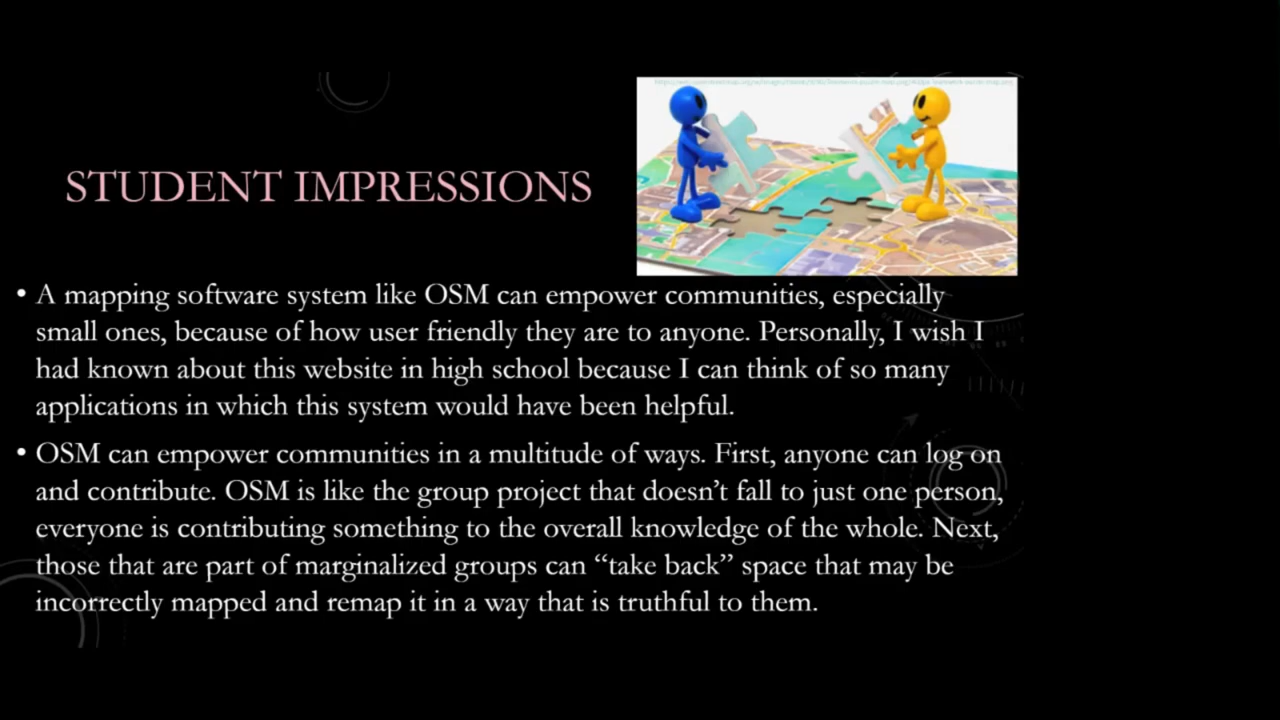 STUDENT IMPRESSIONS
• A mapping software system like OSM can empower communities, especially
small ones, because of how user friendly they are to anyone. Personally, I wish I
had known about this website in high school because I can think of so many
applications in which this system would have been helpful.
• OSM can empower communities in a multitude of ways. First, anyone can log on
and contribute. OSM is like the group project that doesn’t fall to just one person,
everyone is contributing something to the overall knowledge of the whole. Next,
those that are part of marginalized groups can “take back” space that may be
incorrectly mapped and remap it in a way that is truthful to them.